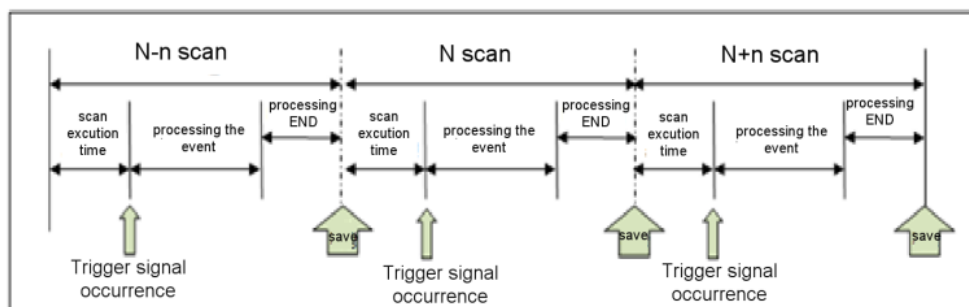 N-n scan
N scan
N+n scan
scan
excution
time
processing the
event
processing
END
scan
excution
time
processing the
event
processing
END
scan
excution
time
processing the
event
processing
END
save
save
save
Trigger signal
occurrence
Trigger signal
occurrence
Trigger signal
occurrence